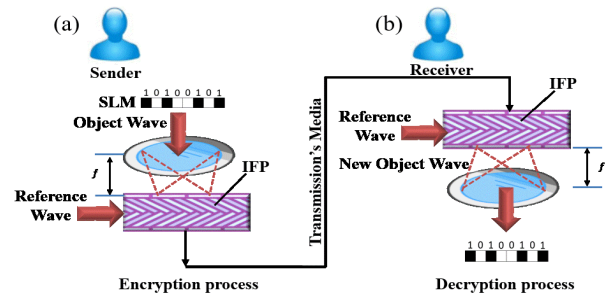 (a)
Sender
1 0 1 0 0 1 0 1
SLM
Object Wave
f
IFP
Reference
Wave
Encryption process
Transmission's Media
(b)
Receiver
IFP
Reference
Wave
New Object Wave
f
1 0 1 0 0 1 0 1
Decryption process